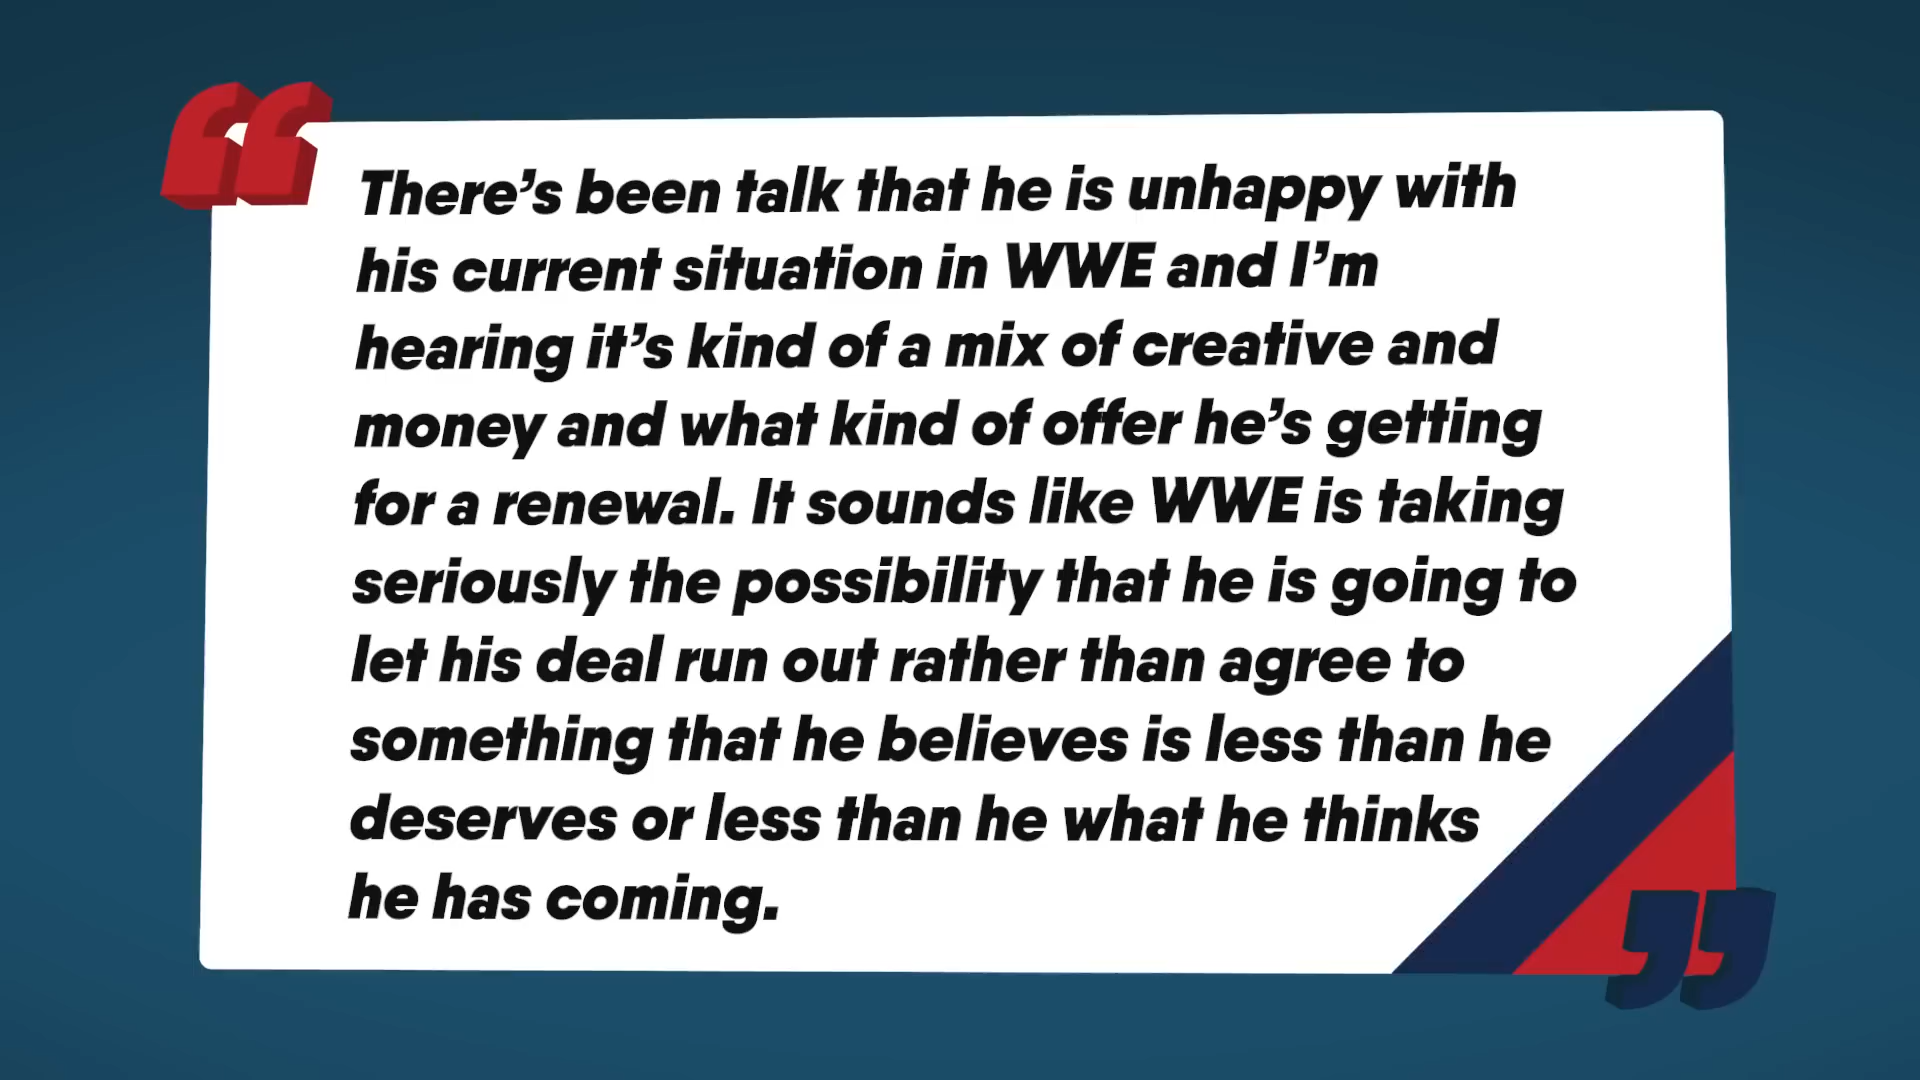 There's been talk that he is unhappy with
his current situation in WWE and I'm
hearing it's kind of a mix of creative and
money and what kind of offer he's getting
for a renewal. It sounds like WWE is taking
seriously the possibility that he is going to
let his deal run out rather than agree to
something that he believes is less than he
deserves or less than he what he thinks
he has coming.